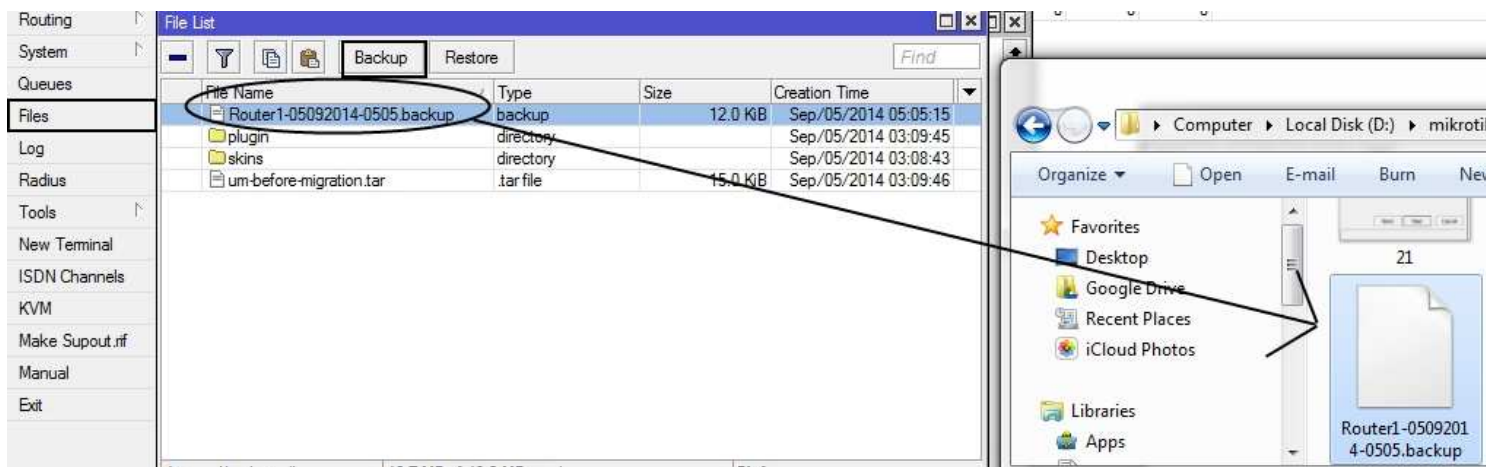 Routing
System
Queues
Files
Log
Radius
Tools
New Terminal
ISDN Channels
KVM
Make Supout.rif
Manual
Exit
File List
Backup Restore Find
File Name Type Size Creation Time
Router1-05092014-0505.backup backup 12.0 KiB Sep/05/2014 05:05:15
plugin directory Sep/05/2014 03:09:45
skins directory Sep/05/2014 03:08:43
um-before-migration.tar .tar file 15.0 KiB Sep/05/2014 03:09:46
Computer Local Disk (D:)
Organize Open E-mail Burn
Favorites
Desktop
Google Drive
Recent Places
iCloud Photos
Libraries
Apps
21
Router1-0509201
4-0505.backup